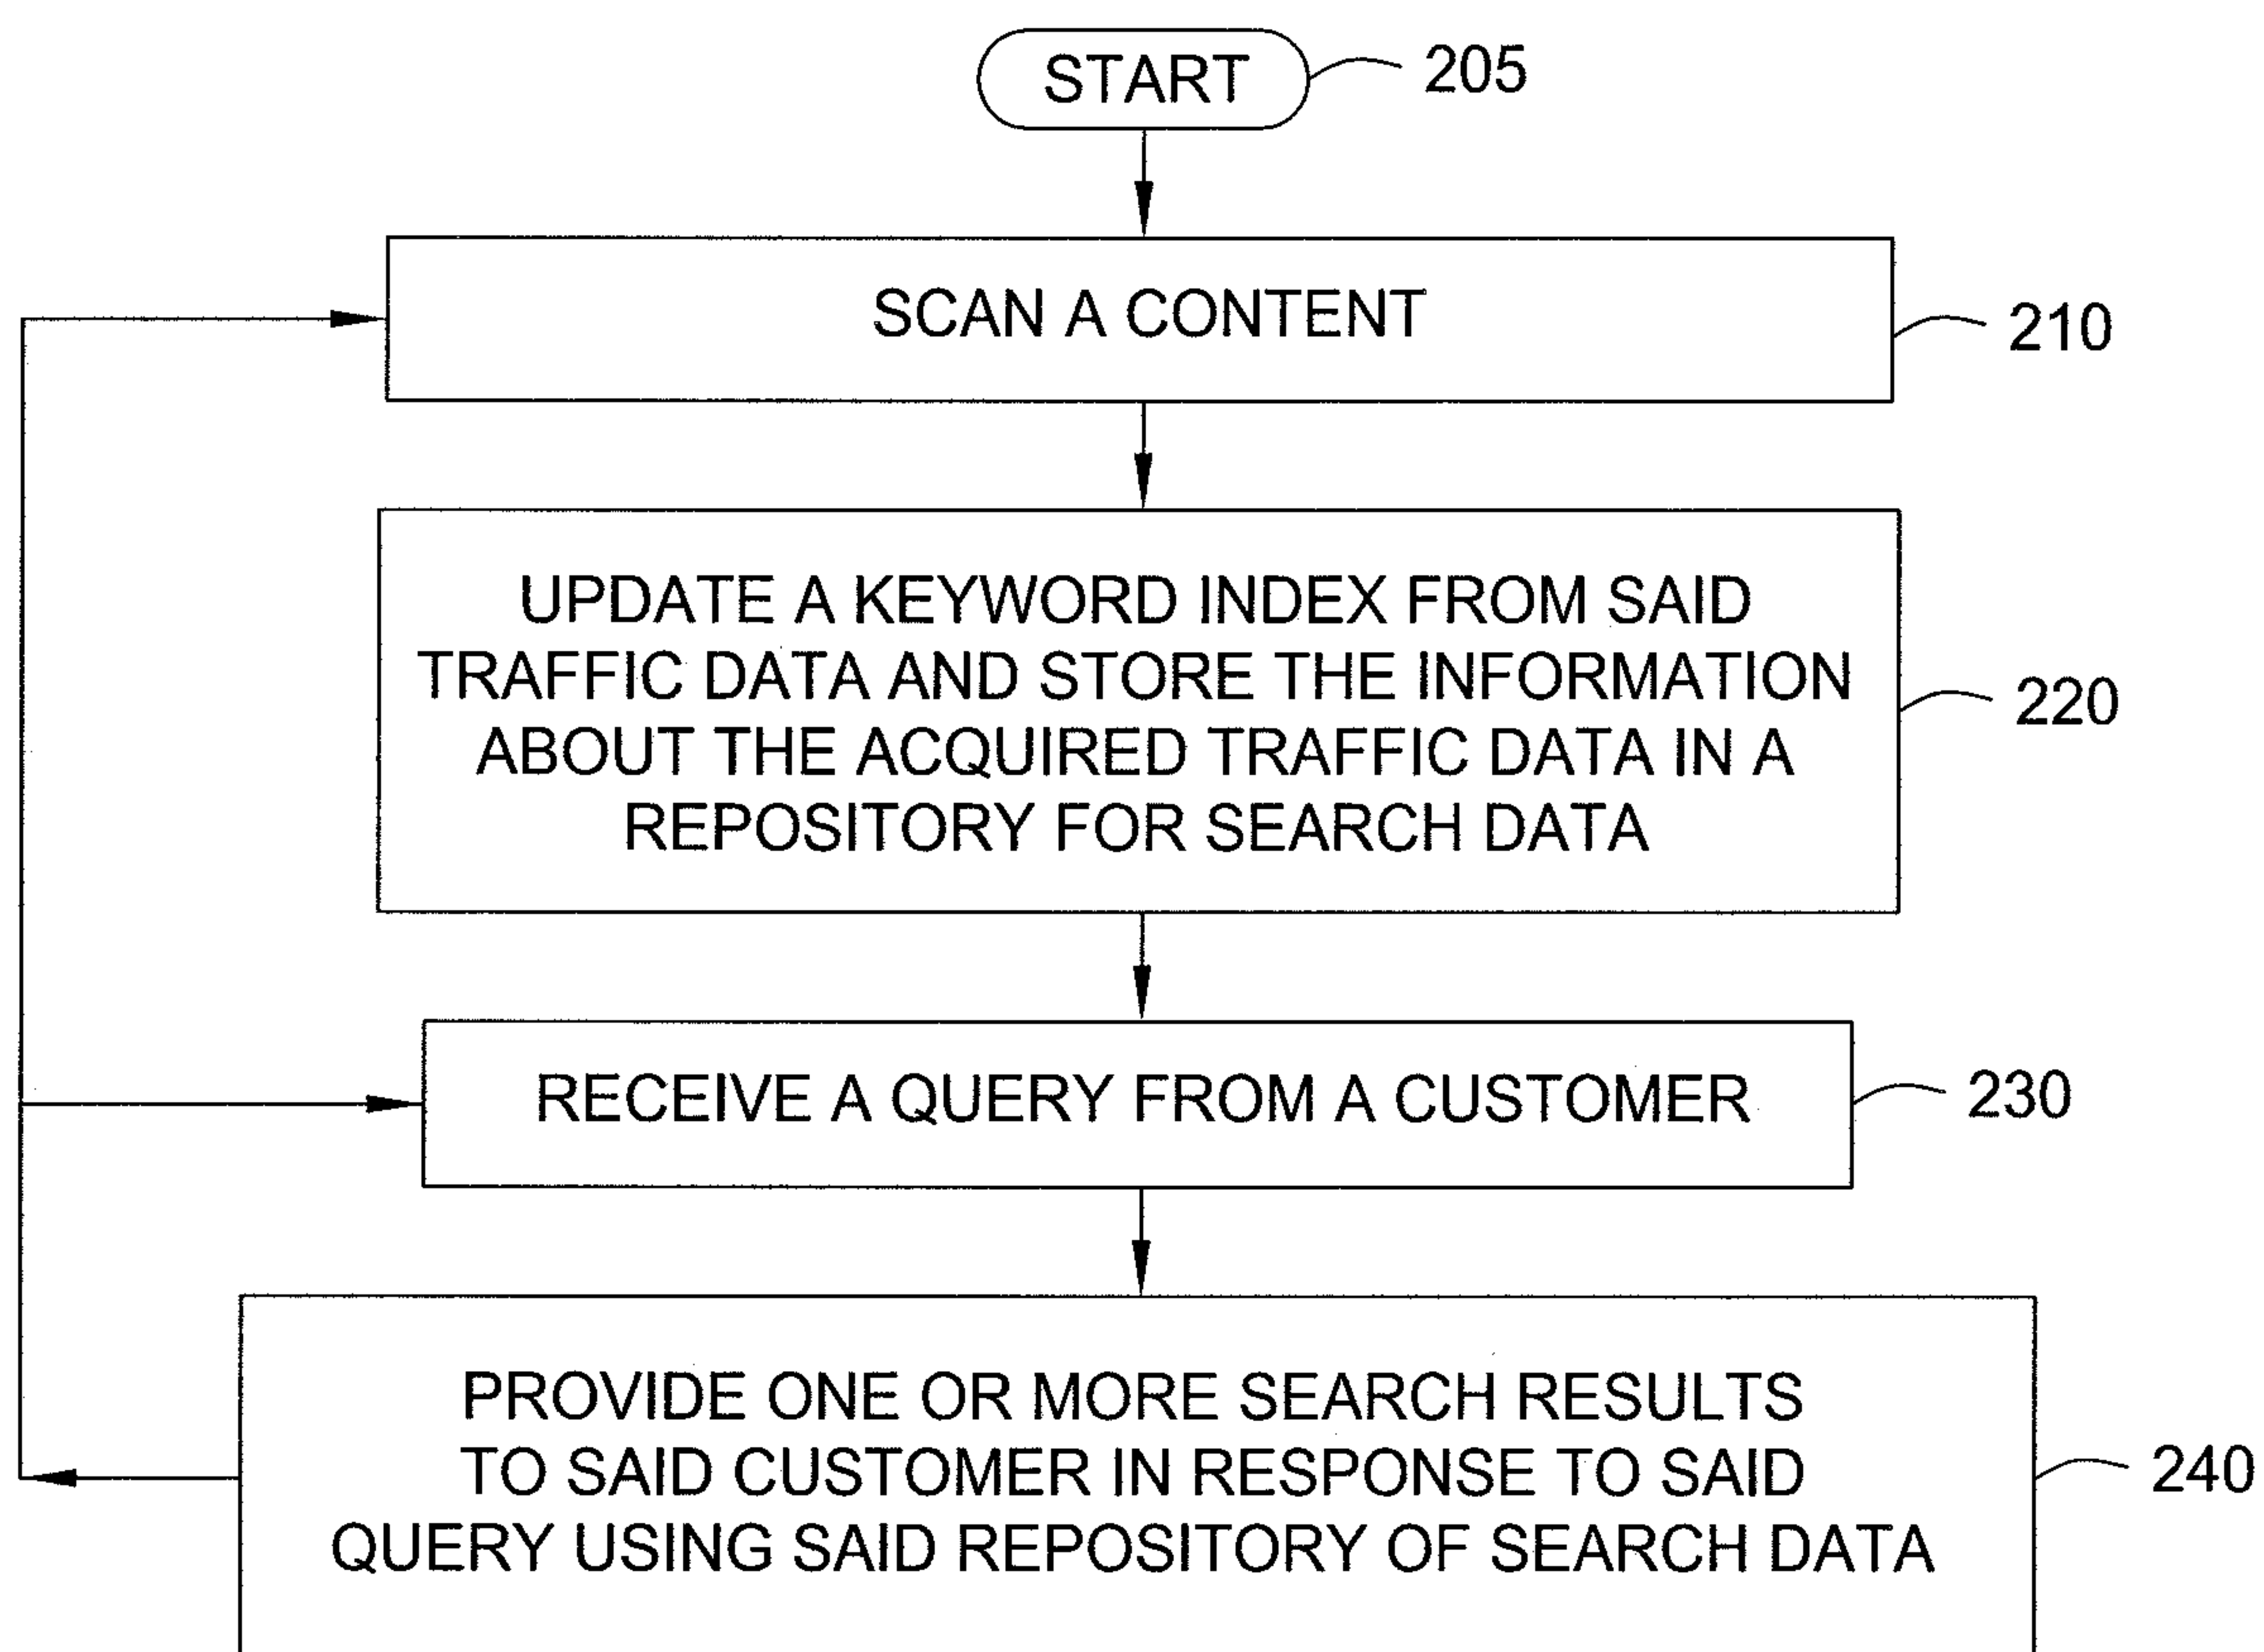 START
205
SCAN A CONTENT
210
UPDATE A KEYWORD INDEX FROM SAID
TRAFFIC DATA AND STORE THE INFORMATION
ABOUT THE ACQUIRED TRAFFIC DATA IN A
REPOSITORY FOR SEARCH DATA
220
RECEIVE A QUERY FROM A CUSTOMER
230
PROVIDE ONE OR MORE SEARCH RESULTS
TO SAID CUSTOMER IN RESPONSE TO SAID
QUERY USING SAID REPOSITORY OF SEARCH DATA
240